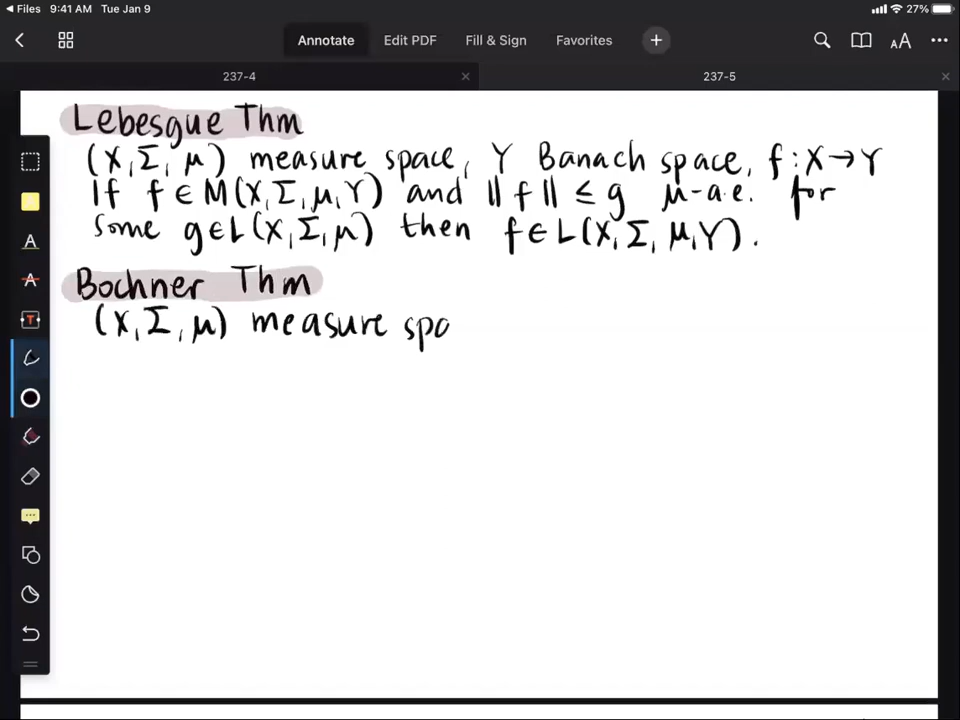 Files 9:41 AM Tue Jan 9 27%
Annotate Edit PDF Fill & Sign Favorites AA
237-4 237-5
Lebesgue Thm
(X, Σ, μ) measure space, Y Banach space, f: X → Y
If f ∈ M(X, Σ, μ, Y) and ‖f‖ ≤ g μ-a.e. for
some g ∈ L(X, Σ, μ) then f ∈ L(X, Σ, μ, Y).
Bochner Thm
(X, Σ, μ) measure spa
A
A
T